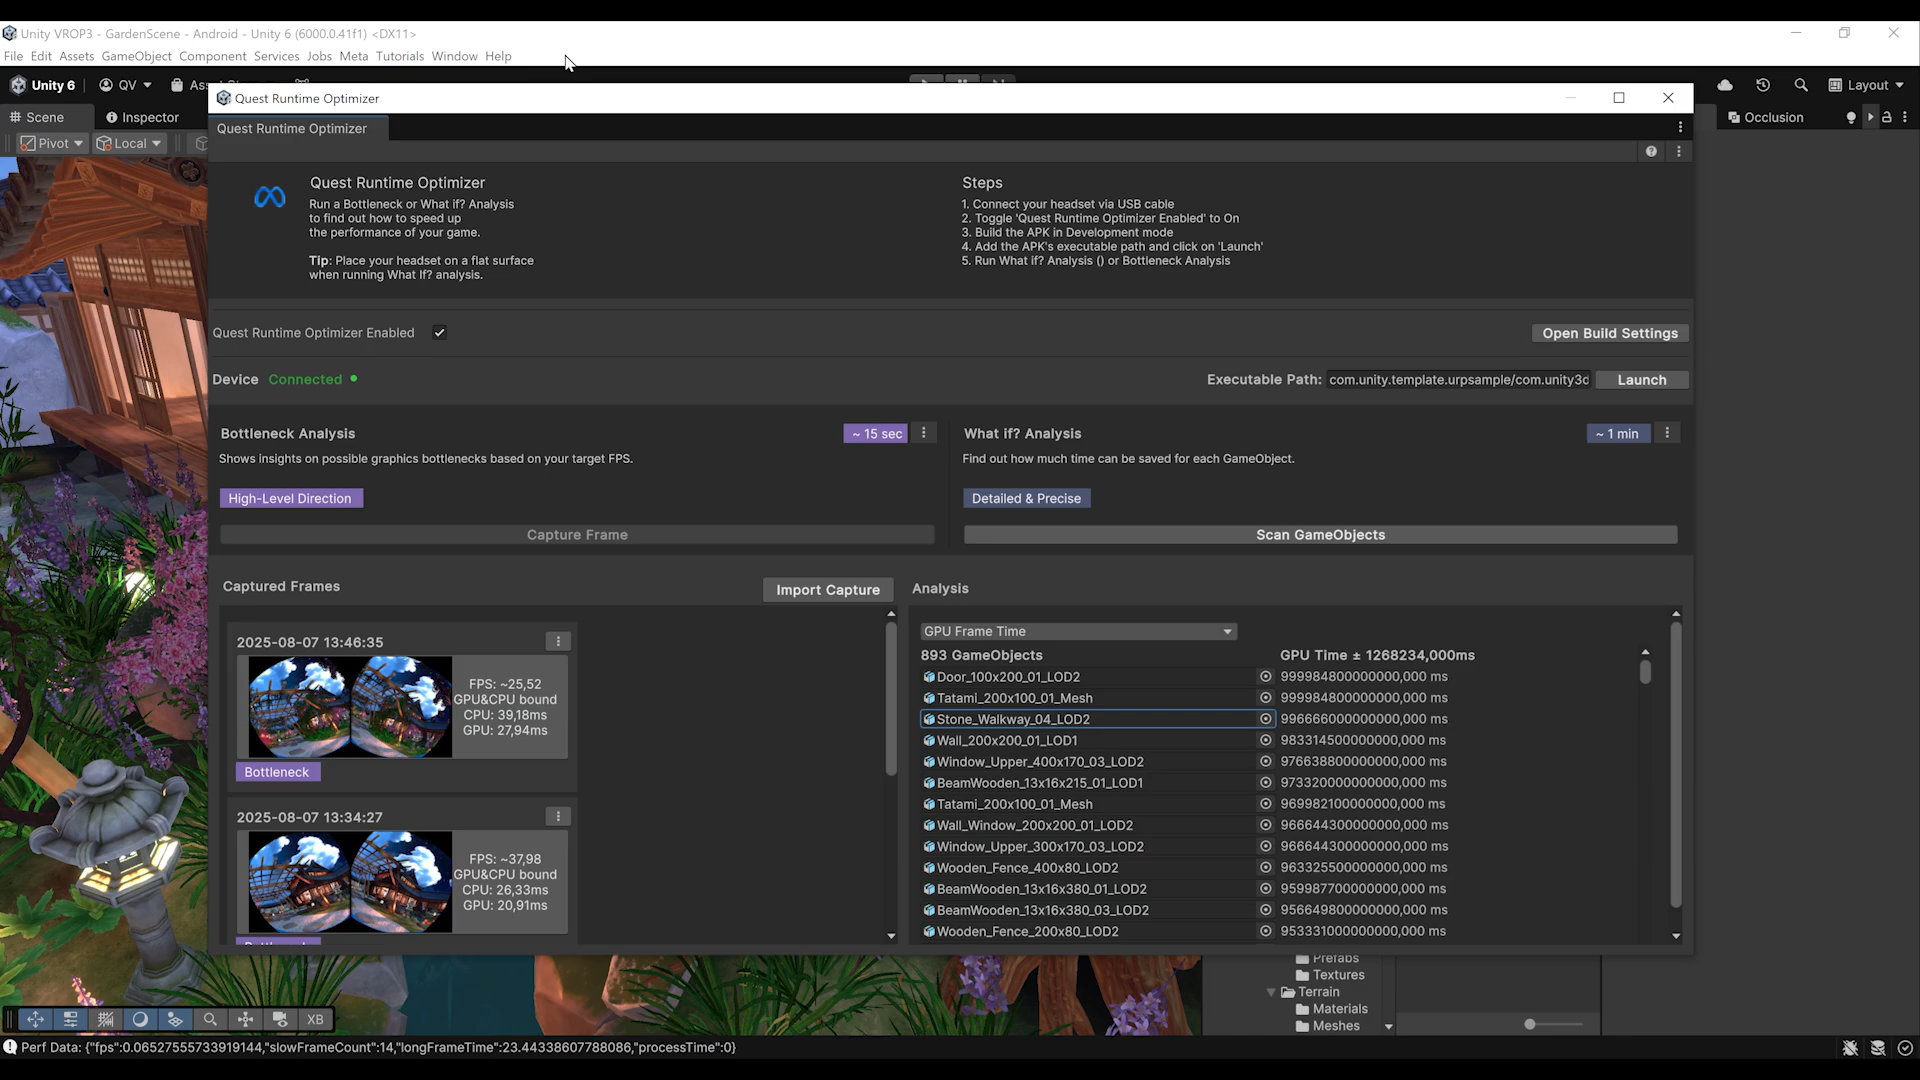 Unity VROP3 - GardenScene - Android - Unity 6 (6000.0.41f1) <DX11>
File Edit Assets GameObject Component Services Jobs Meta Tutorials Window Help
Unity 6
QV
Layout
Quest Runtime Optimizer
Scene
Inspector
Occlusion
Quest Runtime Optimizer
Pivot
Local
Quest Runtime Optimizer
Run a Bottleneck or What if? Analysis
to find out how to speed up
the performance of your game.
Tip: Place your headset on a flat surface
when running What If? analysis.
Steps
1. Connect your headset via USB cable
2. Toggle 'Quest Runtime Optimizer Enabled' to On
3. Build the APK in Development mode
4. Add the APK's executable path and click on 'Launch'
5. Run What if? Analysis () or Bottleneck Analysis
Quest Runtime Optimizer Enabled
Open Build Settings
Device Connected
Executable Path: com.unity.template.urpsample/com.unity3c
Launch
Bottleneck Analysis
~ 15 sec
Shows insights on possible graphics bottlenecks based on your target FPS.
High-Level Direction
Capture Frame
What if? Analysis
~ 1 min
Find out how much time can be saved for each GameObject.
Detailed & Precise
Scan GameObjects
Captured Frames
Import Capture
2025-08-07 13:46:35
FPS: ~25,52
GPU&CPU bound
CPU: 39,18ms
GPU: 27,94ms
Bottleneck
2025-08-07 13:34:27
FPS: ~37,98
GPU&CPU bound
CPU: 26,33ms
GPU: 20,91ms
Analysis
GPU Frame Time
893 GameObjects GPU Time ± 1268234,000ms
Door_100x200_01_LOD2 999984800000000,000 ms
Tatami_200x100_01_Mesh 999984800000000,000 ms
Stone_Walkway_04_LOD2 996666000000000,000 ms
Wall_200x200_01_LOD1 983314500000000,000 ms
Window_Upper_400x170_03_LOD2 976638800000000,000 ms
BeamWooden_13x16x215_01_LOD1 973320000000000,000 ms
Tatami_200x100_01_Mesh 969982100000000,000 ms
Wall_Window_200x200_01_LOD2 966644300000000,000 ms
Window_Upper_300x170_03_LOD2 966644300000000,000 ms
Wooden_Fence_400x80_LOD2 963325500000000,000 ms
BeamWooden_13x16x380_01_LOD2 959987700000000,000 ms
BeamWooden_13x16x380_03_LOD2 956649800000000,000 ms
Wooden_Fence_200x80_LOD2 953331000000000,000 ms
Prefabs
Textures
Terrain
Materials
Meshes
XB
Perf Data: {"fps":0.06527555733919144,"slowFrameCount":14,"longFrameTime":23.44338607788086,"processTime":0}